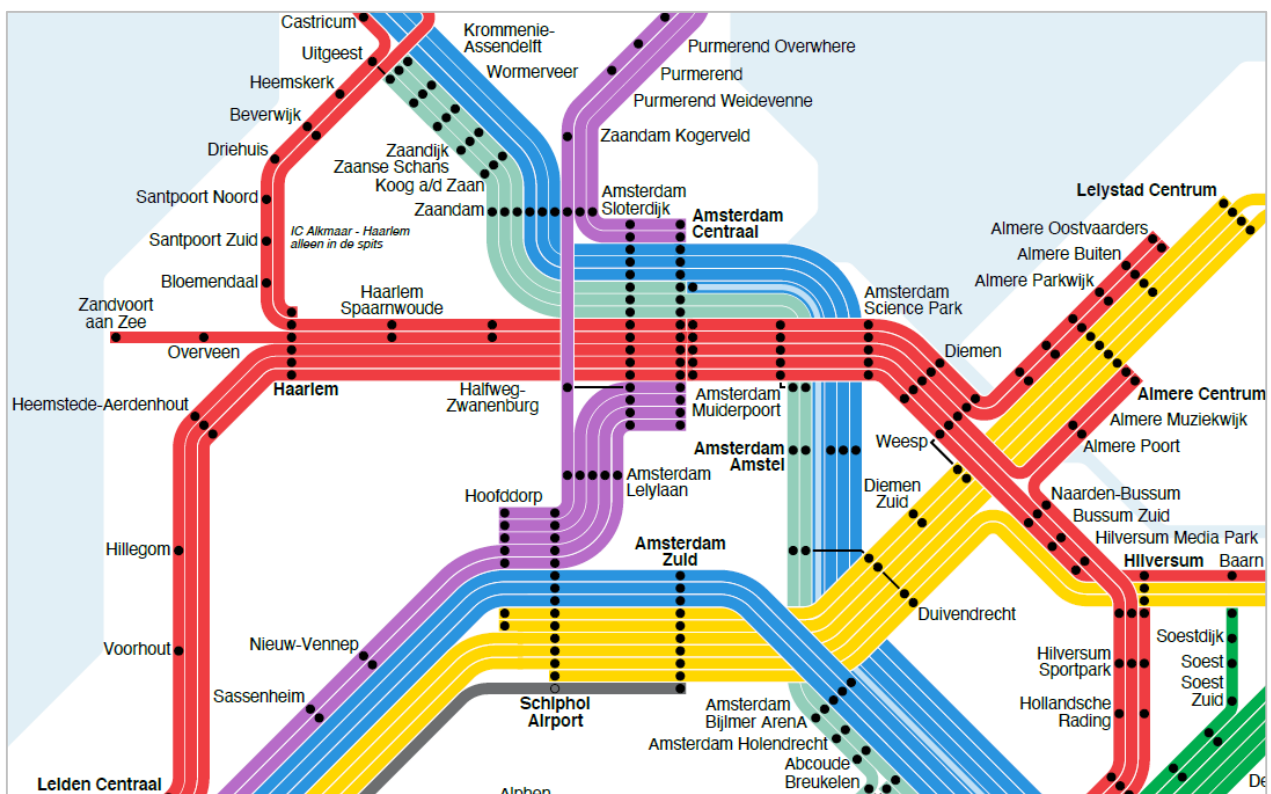 Castricum
Krommenie-
Assendelft
Uitgeest
Wormerveer
Purmerend Overwhere
Heemskerk
Purmerend
Purmerend Weidevenne
Beverwijk
Zaandam Kogerveld
Driehuis
Zaandijk
Zaanse Schans
Koog a/d Zaan
Santpoort Noord
Zaandam
Amsterdam
Sloterdijk
Amsterdam
Centraal
Lelystad Centrum
IC Alkmaar - Haarlem
alleen in de spits
Santpoort Zuid
Almere Oostvaarders
Almere Buiten
Almere Parkwijk
Bloemendaal
Zandvoort
aan Zee
Haarlem
Spaarnwoude
Amsterdam
Science Park
Overveen
Diemen
Haarlem
Halfweg-
Zwanenburg
Amsterdam
Muiderpoort
Almere Centrum
Heemstede-Aerdenhout
Almere Muziekwijk
Weesp
Almere Poort
Amsterdam
Amstel
Amsterdam
Lelylaan
Diemen
Zuid
Hoofddorp
Naarden-Bussum
Bussum Zuid
Hilversum Media Park
Hillegom
Amsterdam
Zuid
Hilversum
Baarn
Duivendrecht
Nieuw-Vennep
Soestdijk
Voorhout
Hilversum
Sportpark
Soest
Soest
Zuid
Sassenheim
Schiphol
Airport
Amsterdam
Bijlmer ArenA
Hollandsche
Rading
Amsterdam Holendrecht
Abcoude
Breukelen
Leiden Centraal
Alphen
De